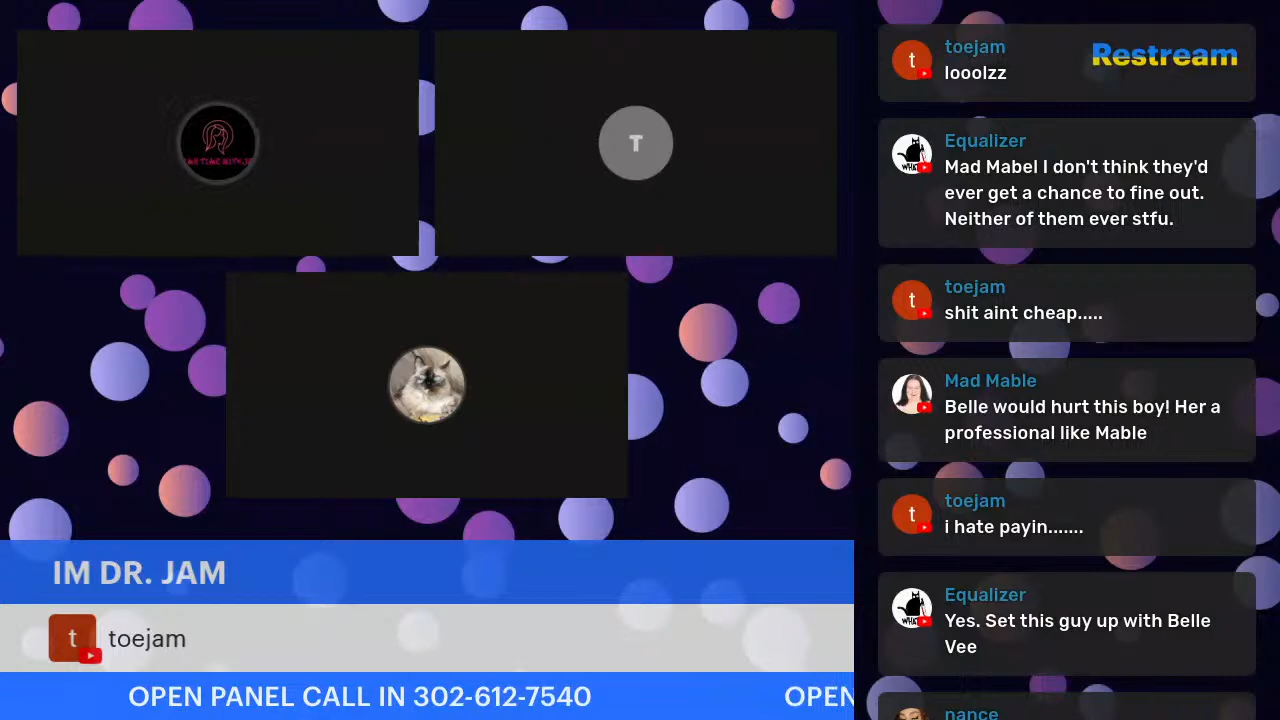 T
IM DR. JAM
t toejam
OPEN PANEL CALL IN 302-612-7540
OPEN
Restream
t toejam
looolzz
Equalizer
Mad Mabel I don't think they'd
ever get a chance to fine out.
Neither of them ever stfu.
t toejam
shit aint cheap.....
Mad Mable
Belle would hurt this boy! Her a
professional like Mable
t toejam
i hate payin.......
Equalizer
Yes. Set this guy up with Belle
Vee
nance